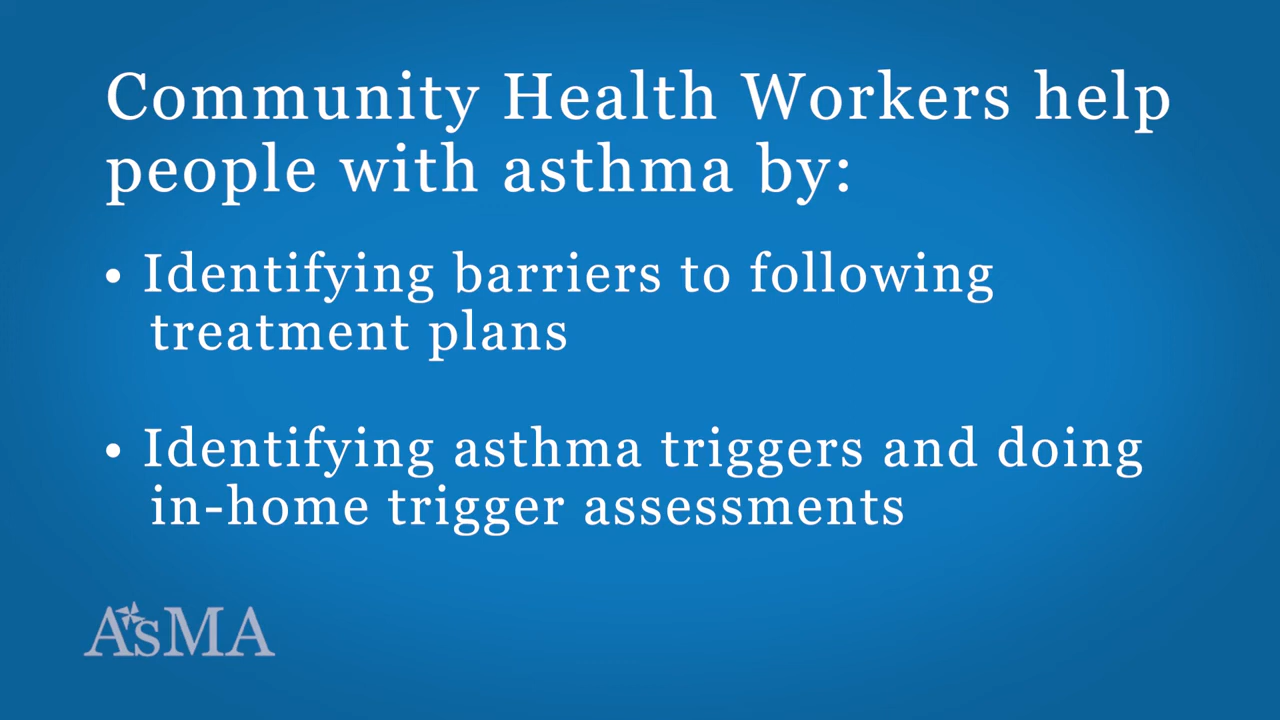 Community Health Workers help
people with asthma by:
• Identifying barriers to following
treatment plans
• Identifying asthma triggers and doing
in-home trigger assessments
AsMA